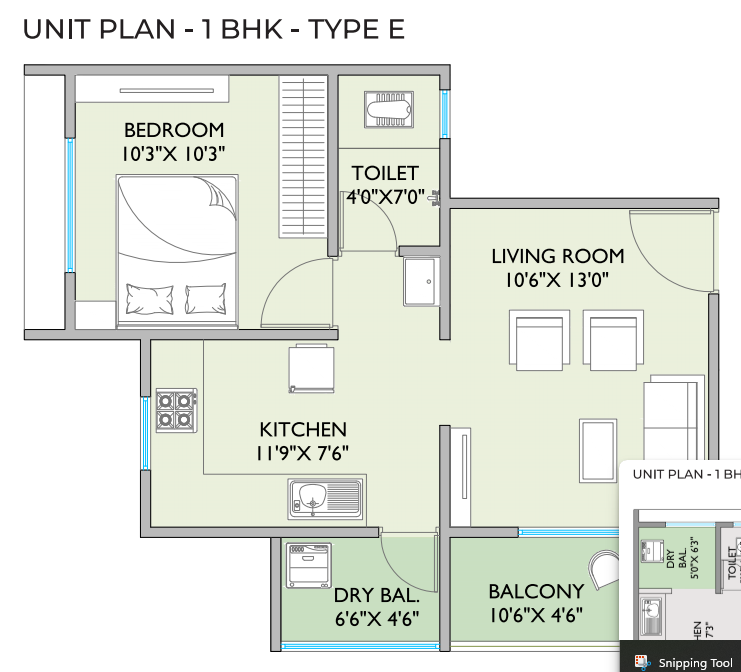 UNIT PLAN - 1 BHK - TYPE E
BEDROOM
10'3"X 10'3"
TOILET
4'0"X7'0"
LIVING ROOM
10'6"X 13'0"
KITCHEN
11'9"X 7'6"
DRY BAL.
6'6"X 4'6"
BALCONY
10'6"X 4'6"
UNIT PLAN - 1 BH
DRY
BAL.
5'0"X 6'3"
TOILET
HEN
7'3"
Snipping Tool